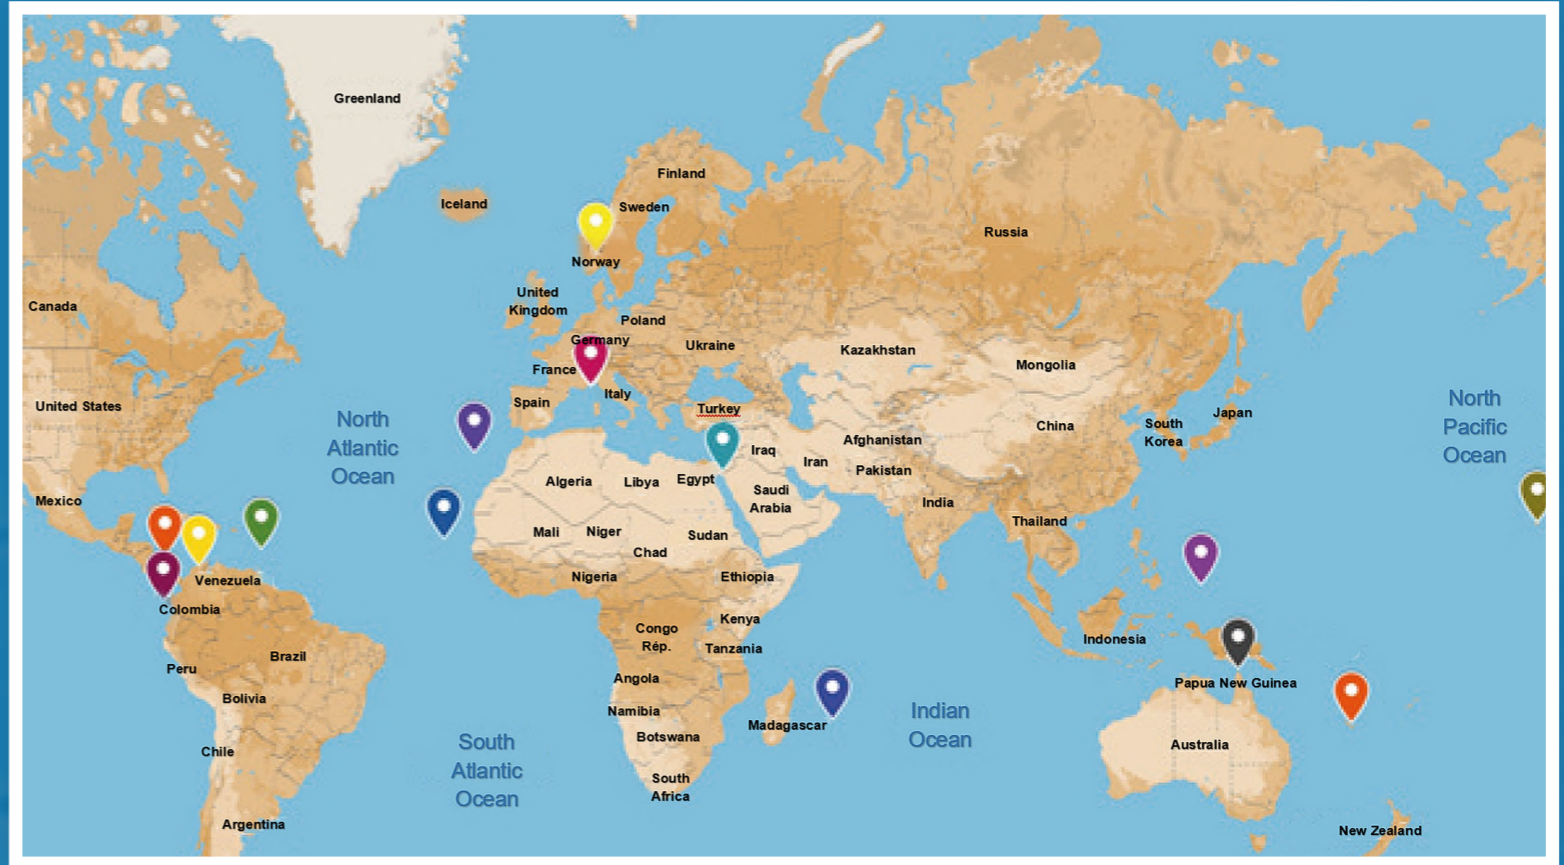 Greenland
Finland
Iceland
Sweden
Russia
Norway
United
Kingdom
Canada
Poland
Germany
Ukraine
Kazakhstan
France
Mongolia
Italy
Spain
United States
Turkey
North
Atlantic
Ocean
North
Pacific
Ocean
Japan
China
South
Korea
Afghanistan
Iraq
Iran
Pakistan
Algeria
Libya
Egypt
Saudi
Arabia
Mexico
India
Thailand
Mali
Niger
Sudan
Chad
Nigeria
Ethiopia
Venezuela
Colombia
Kenya
Congo
Rép.
Indonesia
Tanzania
Brazil
Peru
Angola
Papua New Guinea
Bolivia
Namibia
Madagascar
Indian
Ocean
Botswana
Australia
Chile
South
Atlantic
Ocean
South
Africa
Argentina
New Zealand